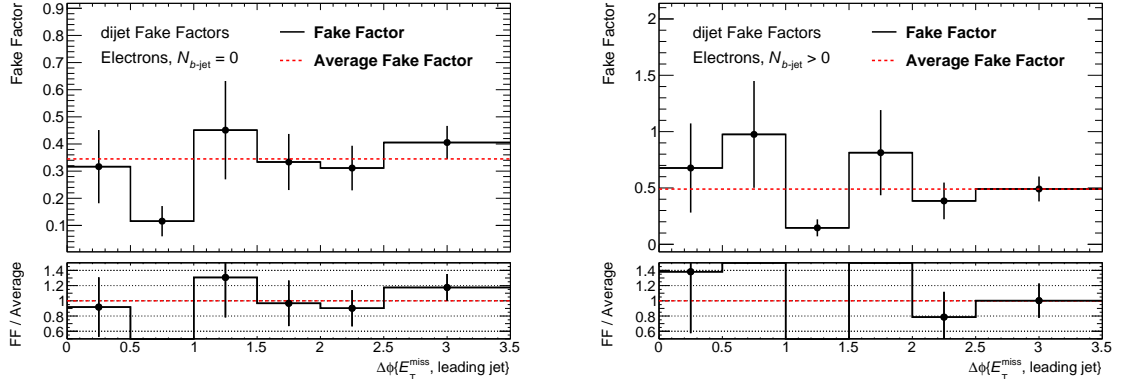 Fake Factor
0.9
0.8
0.7
0.6
0.5
0.4
0.3
0.2
0.1
dijet Fake Factors
Electrons, N_b-jet = 0
Fake Factor
Average Fake Factor
FF / Average
1.4
1.2
1
0.8
0.6
0 0.5 1 1.5 2 2.5 3 3.5
Δϕ{E_T^miss, leading jet}
Fake Factor
2
1.5
1
0.5
0
dijet Fake Factors
Electrons, N_b-jet > 0
Fake Factor
Average Fake Factor
FF / Average
1.4
1.2
1
0.8
0.6
0 0.5 1 1.5 2 2.5 3 3.5
Δϕ{E_T^miss, leading jet}